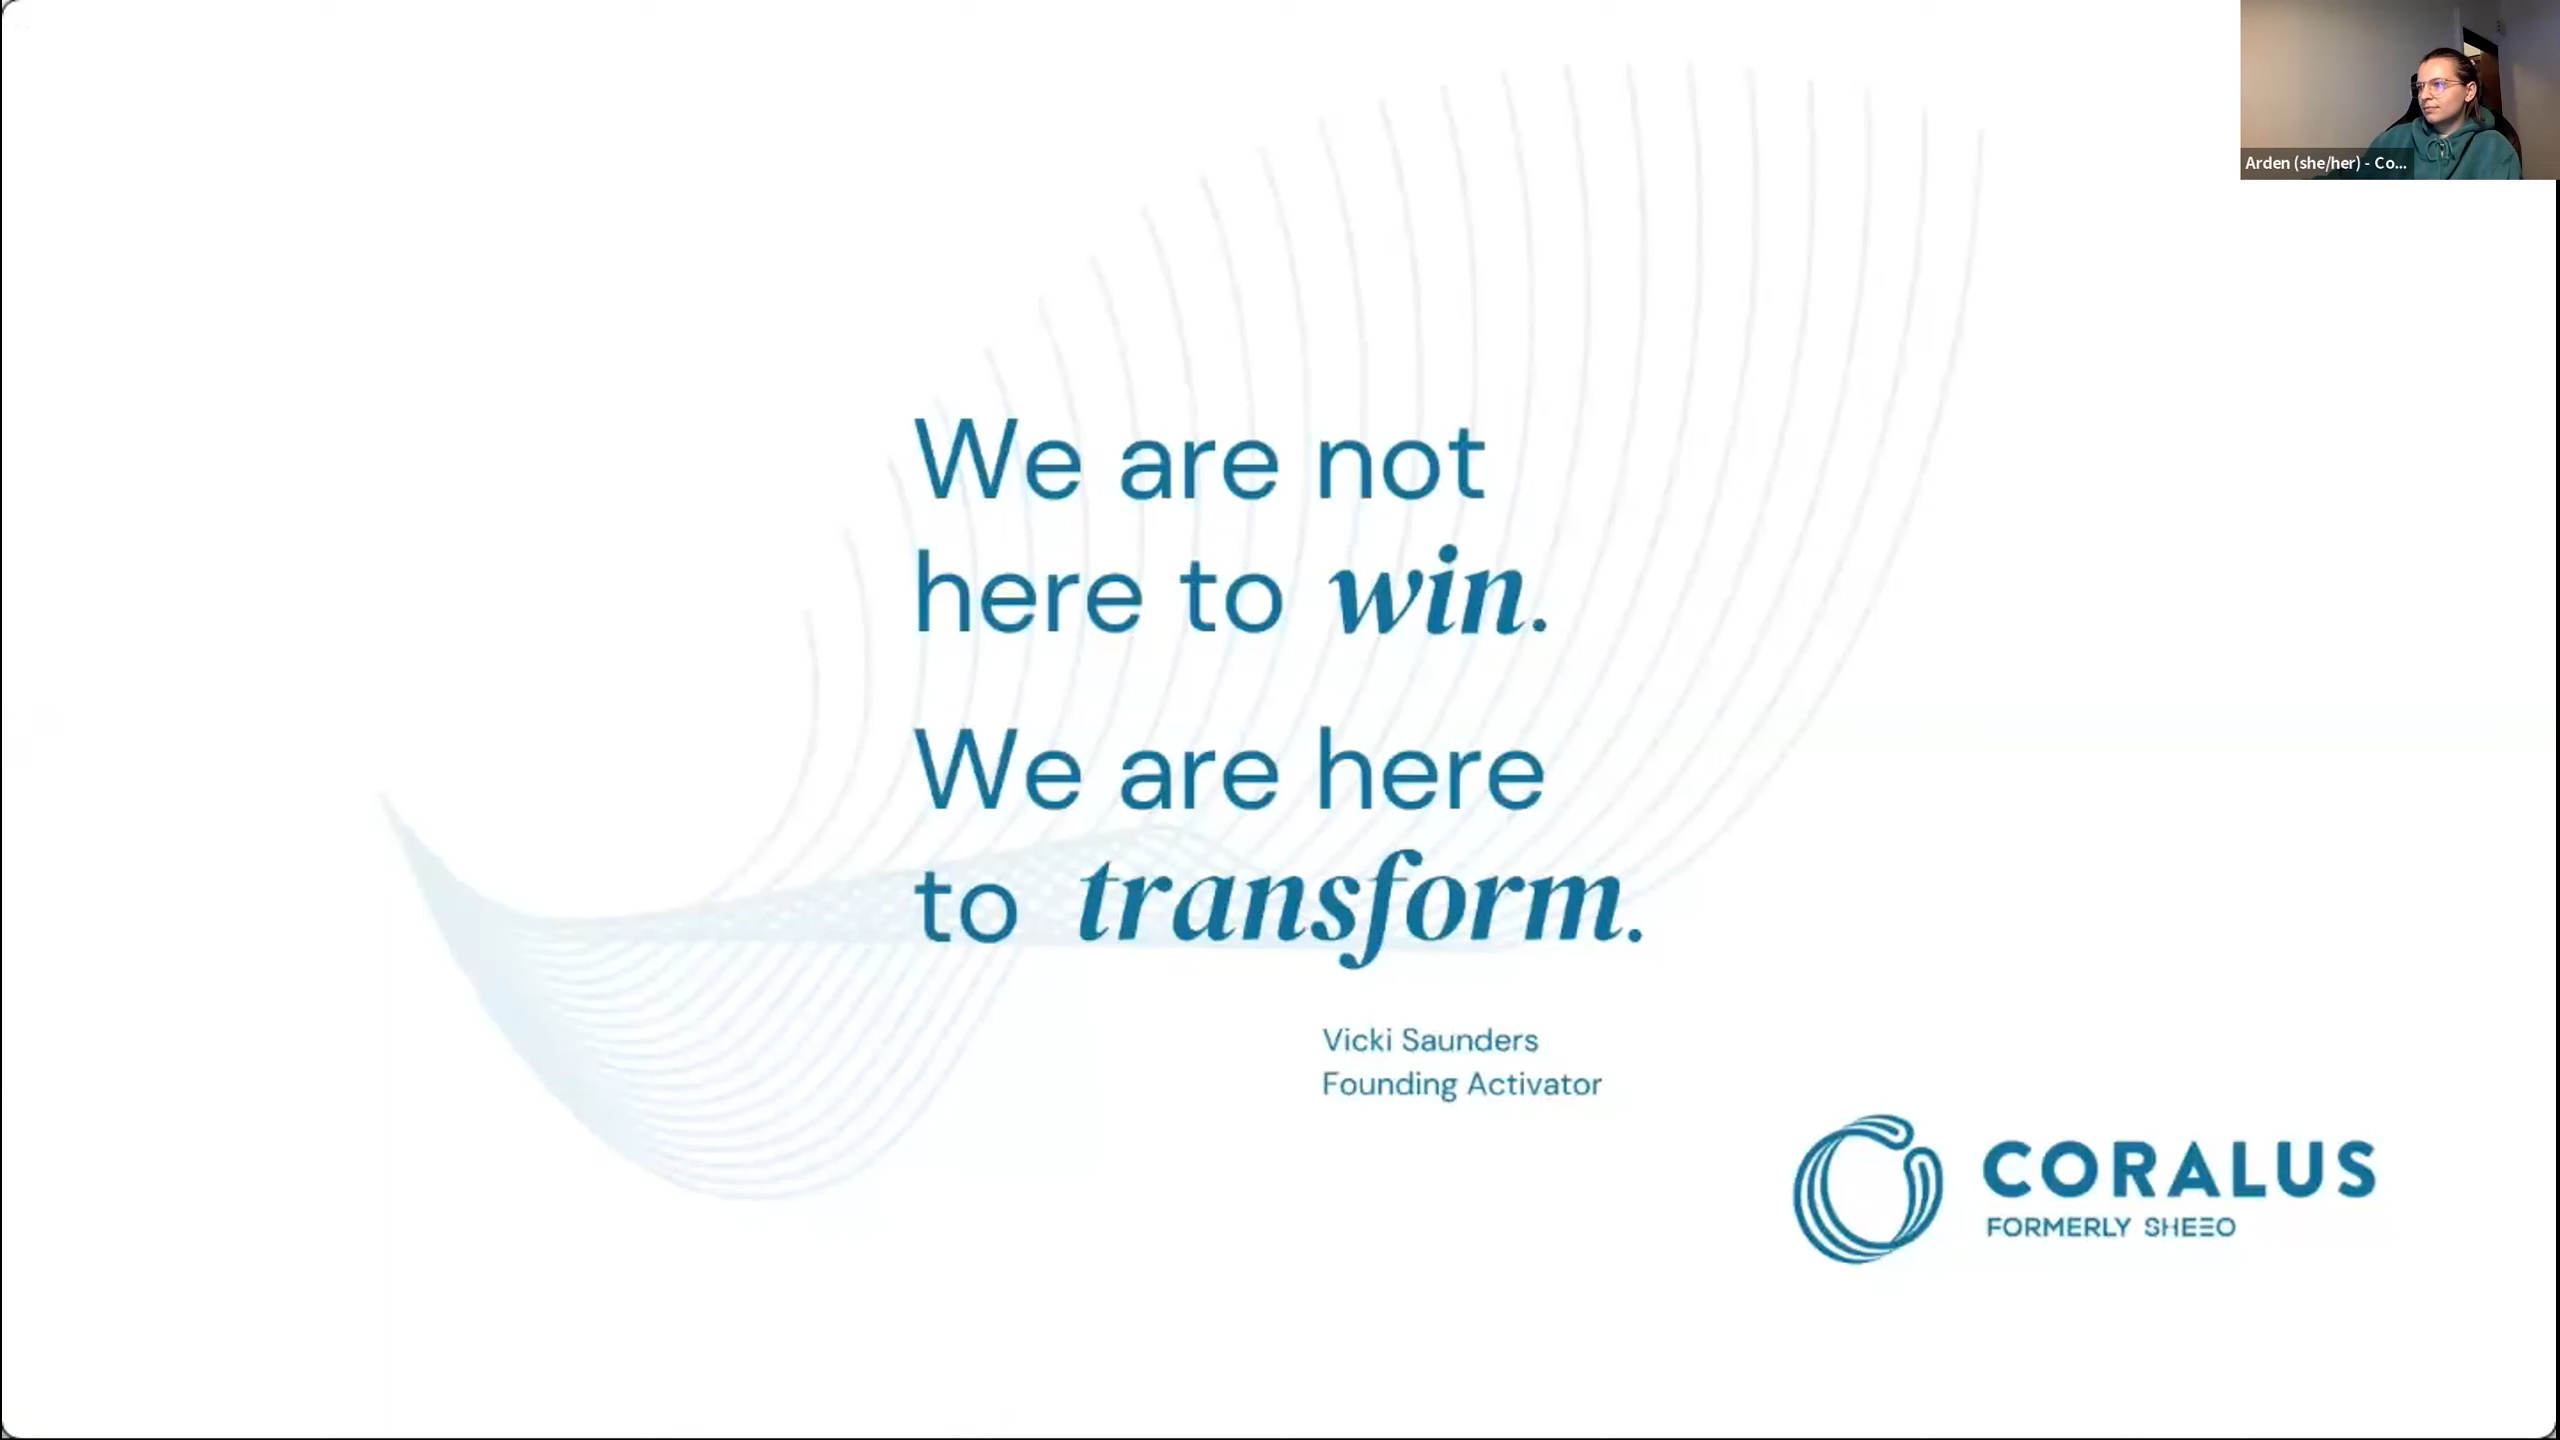 We are not
here to win.
We are here
to transform.
Vicki Saunders
Founding Activator
CORALUS
FORMERLY SHEEO
Arden (she/her) - Co...